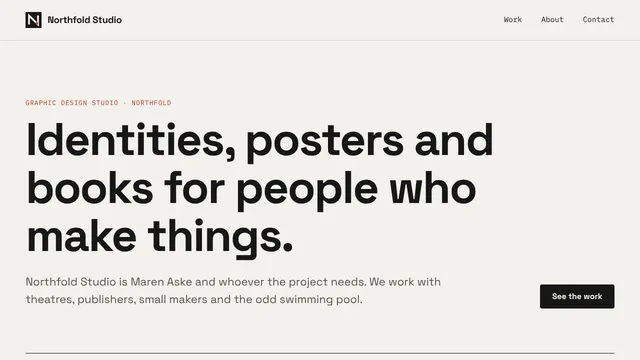 Northfold Studio
Work
About
Contact
GRAPHIC DESIGN STUDIO · NORTHFOLD
Identities, posters and
books for people who
make things.
Northfold Studio is Maren Aske and whoever the project needs. We work with
theatres, publishers, small makers and the odd swimming pool.
See the work